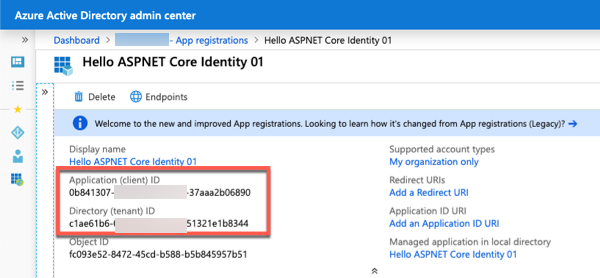 Azure Active Directory admin center
Dashboard > - App registrations > Hello ASPNET Core Identity 01
Hello ASPNET Core Identity 01
Delete Endpoints
Welcome to the new and improved App registrations. Looking to learn how it's changed from App registrations (Legacy)? →
Display name
Hello ASPNET Core Identity 01
Application (client) ID
0b841307- -37aaa2b06890
Directory (tenant) ID
c1ae61b6- 51321e1b8344
Object ID
fc093e52-8472-45cd-b588-b5b845957b51
Supported account types
My organization only
Redirect URIs
Add a Redirect URI
Application ID URI
Add an Application ID URI
Managed application in local directory
Hello ASPNET Core Identity 01